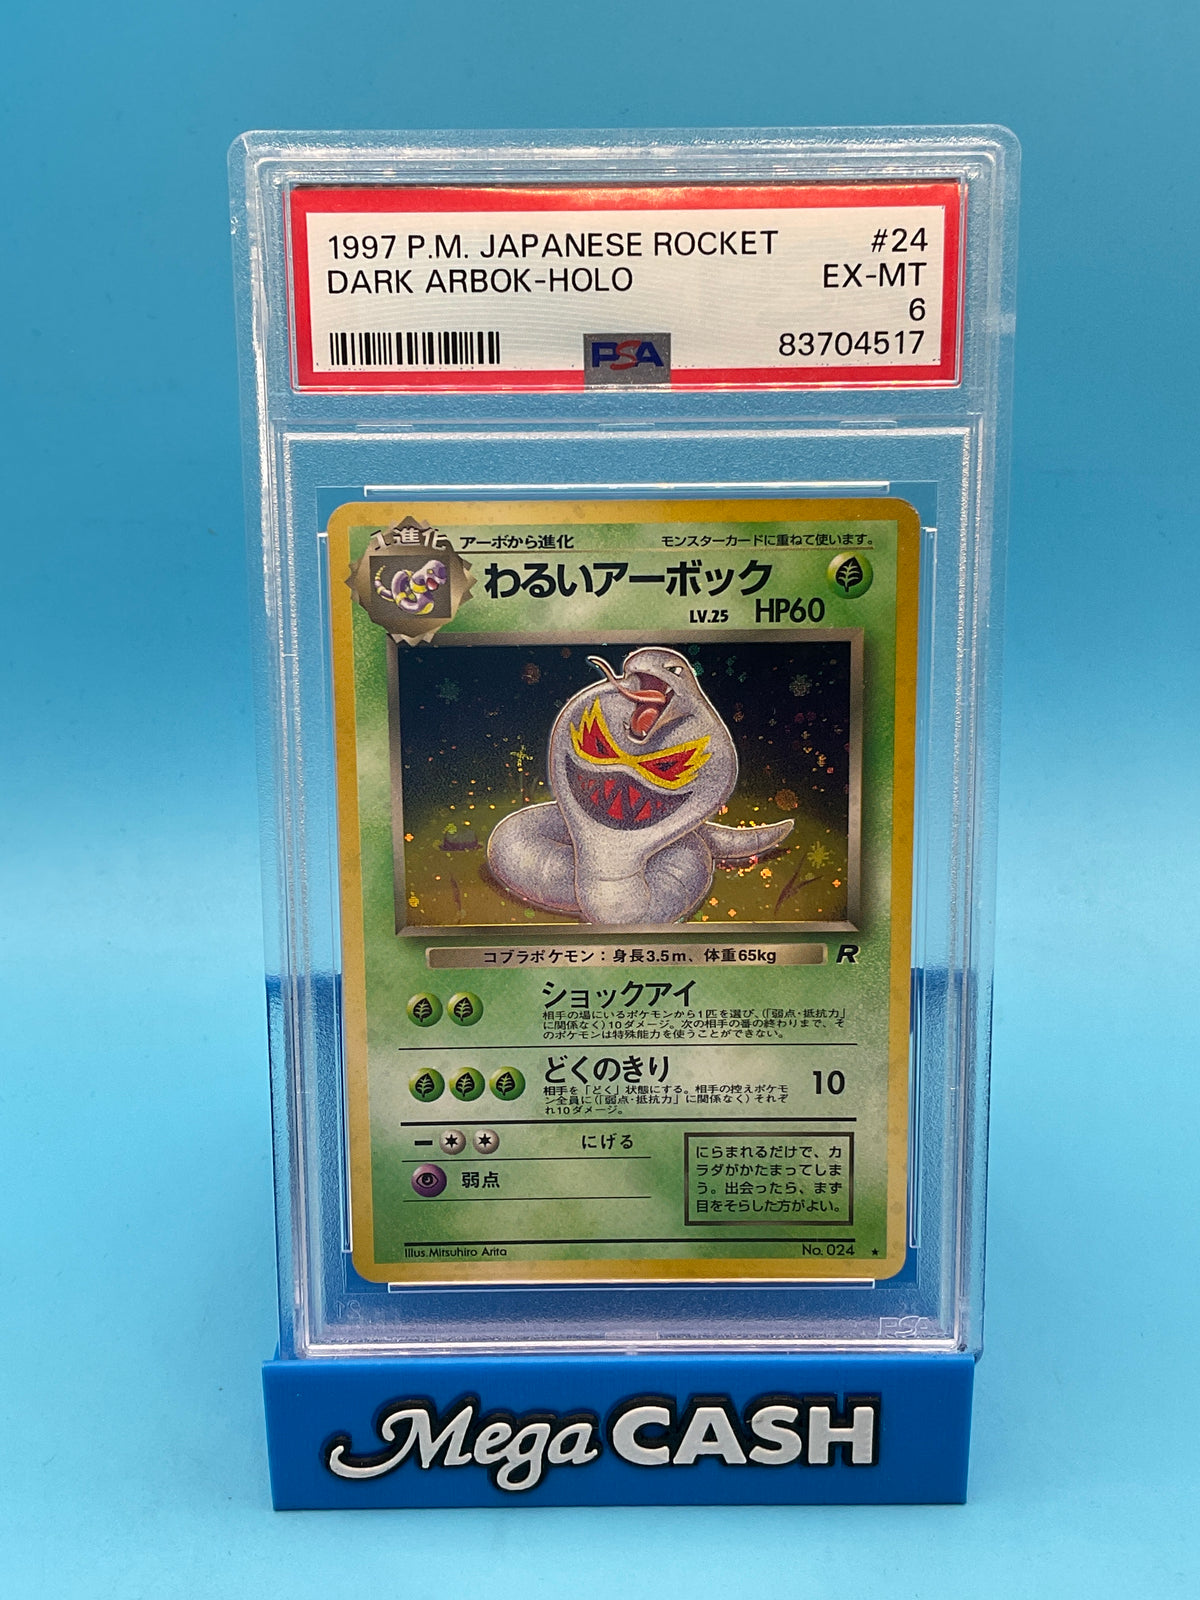 1997 P.M. JAPANESE ROCKET #24
DARK ARBOK-HOLO EX-MT
6
PSA 83704517
1進化 アーボから進化 モンスターカードに重ねて使います。
わるいアーボック
LV.25 HP60
コブラポケモン：身長3.5m、体重65kg R
ショックアイ
相手の場にいるポケモンから1匹を選び、(「弱点・抵抗力」
に関係なく)10ダメージ。次の相手の番の終わりまで、そ
のポケモンは特殊能力を使うことができない。
どくのきり 10
相手を「どく」状態にする。相手の控えポケモ
ン全員に(「弱点・抵抗力」に関係なく)それぞ
れ10ダメージ。
にげる
弱点
にらまれるだけで、カ
ラダがかたまってしま
う。出会ったら、まず
目をそらした方がよい。
Illus.Mitsuhiro Arita No. 024 ★
PSA
Mega CASH